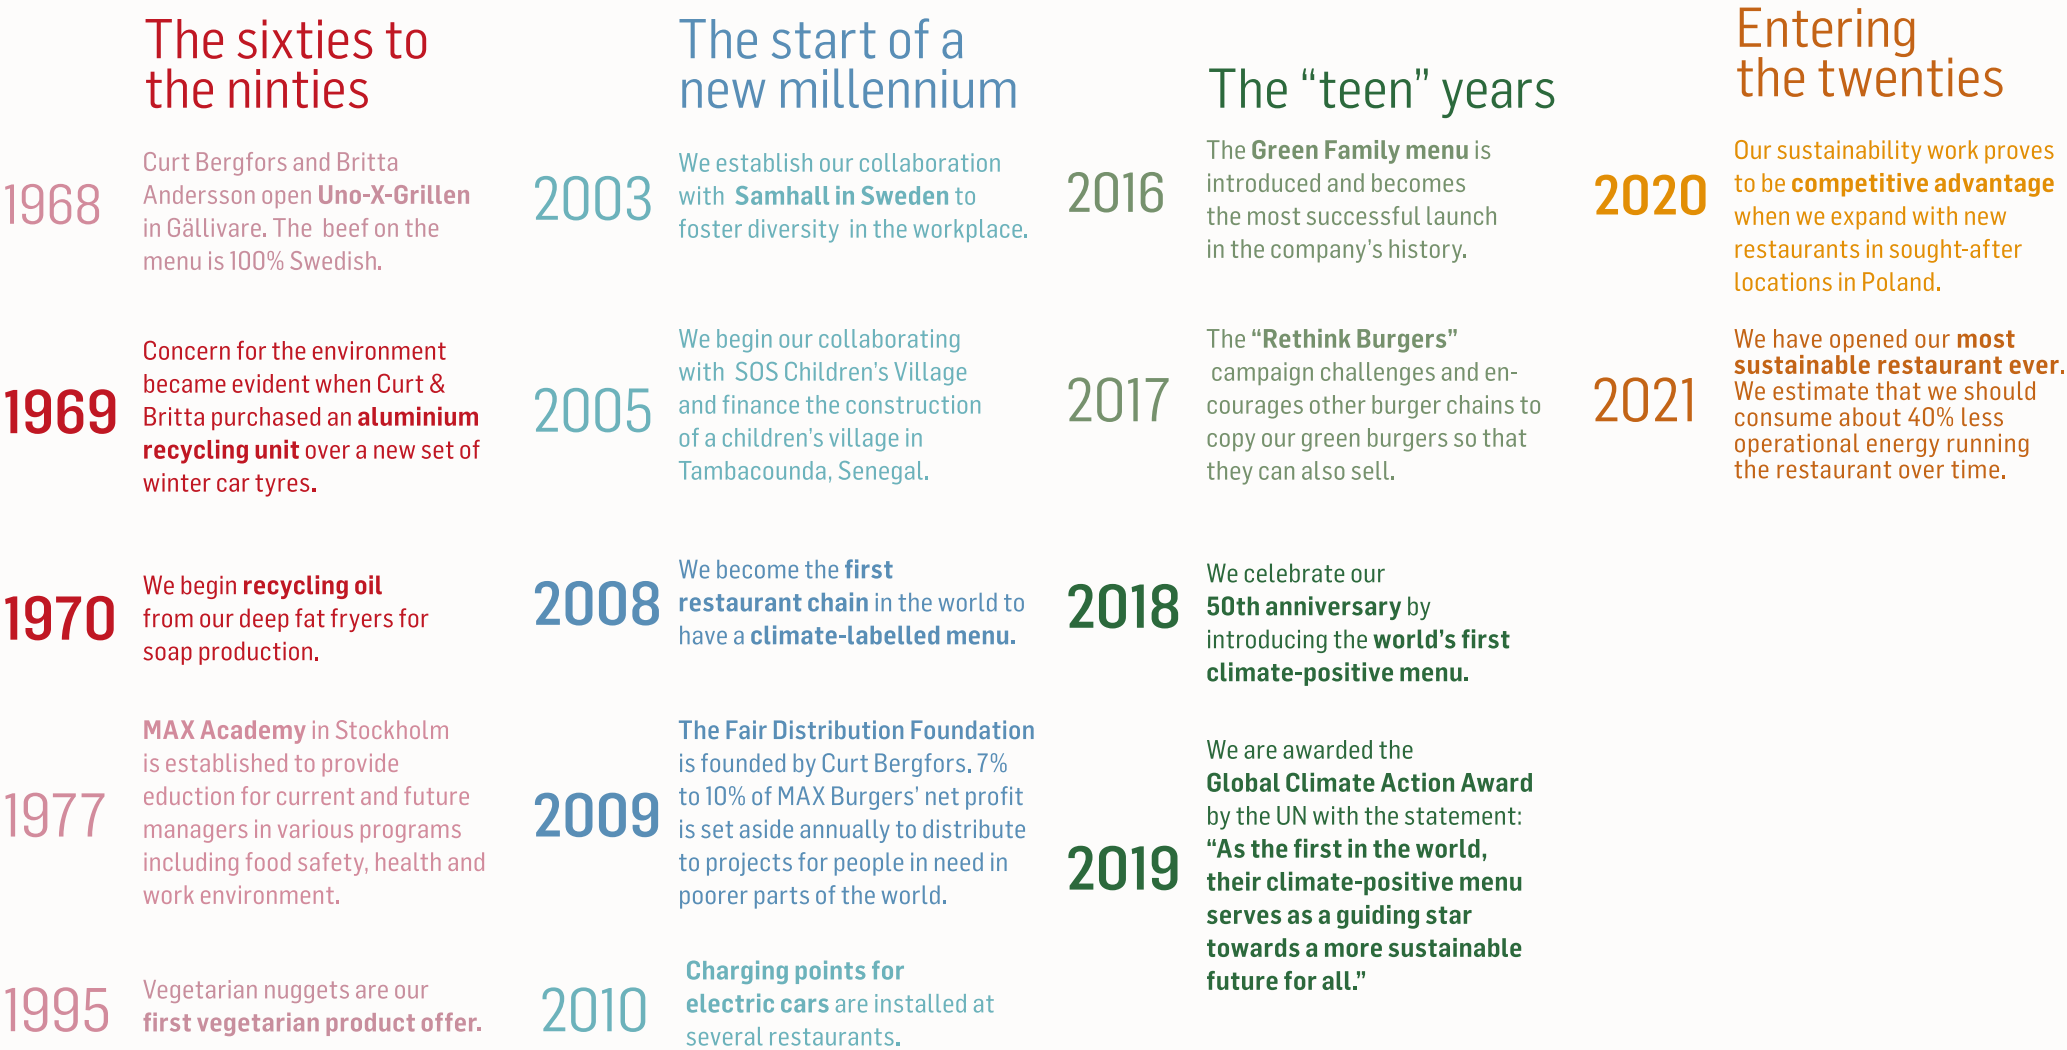 The sixties to
the ninties
1968
Curt Bergfors and Britta
Andersson open Uno-X-Grillen
in Gällivare. The beef on the
menu is 100% Swedish.
1969
Concern for the environment
became evident when Curt &
Britta purchased an aluminium
recycling unit over a new set of
winter car tyres.
1970
We begin recycling oil
from our deep fat fryers for
soap production.
1977
MAX Academy in Stockholm
is established to provide
eduction for current and future
managers in various programs
including food safety, health and
work environment.
1995
Vegetarian nuggets are our
first vegetarian product offer.
The start of a
new millennium
2003
We establish our collaboration
with Samhall in Sweden to
foster diversity in the workplace.
2005
We begin our collaborating
with SOS Children's Village
and finance the construction
of a children's village in
Tambacounda, Senegal.
2008
We become the first
restaurant chain in the world to
have a climate-labelled menu.
2009
The Fair Distribution Foundation
is founded by Curt Bergfors. 7%
to 10% of MAX Burgers' net profit
is set aside annually to distribute
to projects for people in need in
poorer parts of the world.
2010
Charging points for
electric cars are installed at
several restaurants.
The “teen” years
2016
The Green Family menu is
introduced and becomes
the most successful launch
in the company's history.
2017
The “Rethink Burgers”
campaign challenges and en-
courages other burger chains to
copy our green burgers so that
they can also sell.
2018
We celebrate our
50th anniversary by
introducing the world's first
climate-positive menu.
2019
We are awarded the
Global Climate Action Award
by the UN with the statement:
“As the first in the world,
their climate-positive menu
serves as a guiding star
towards a more sustainable
future for all.”
Entering
the twenties
2020
Our sustainability work proves
to be competitive advantage
when we expand with new
restaurants in sought-after
locations in Poland.
2021
We have opened our most
sustainable restaurant ever.
We estimate that we should
consume about 40% less
operational energy running
the restaurant over time.